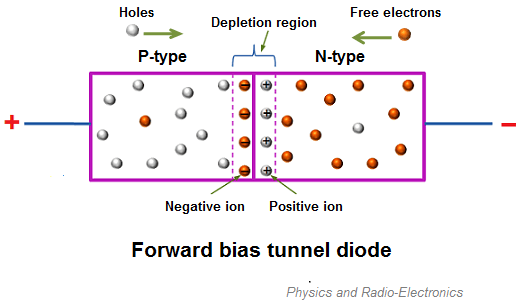 Holes
Free electrons
Depletion region
P-type
N-type
+
−
− +
− +
− +
− +
Negative ion
Positive ion
Forward bias tunnel diode
Physics and Radio-Electronics